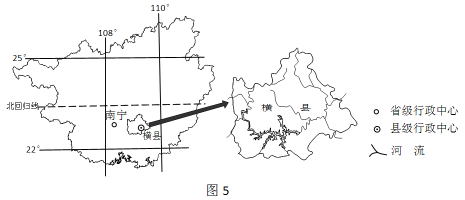 110°
108°
25°
北回归线
南宁
横县
22°
横 县
省级行政中心
县级行政中心
河 流
图 5